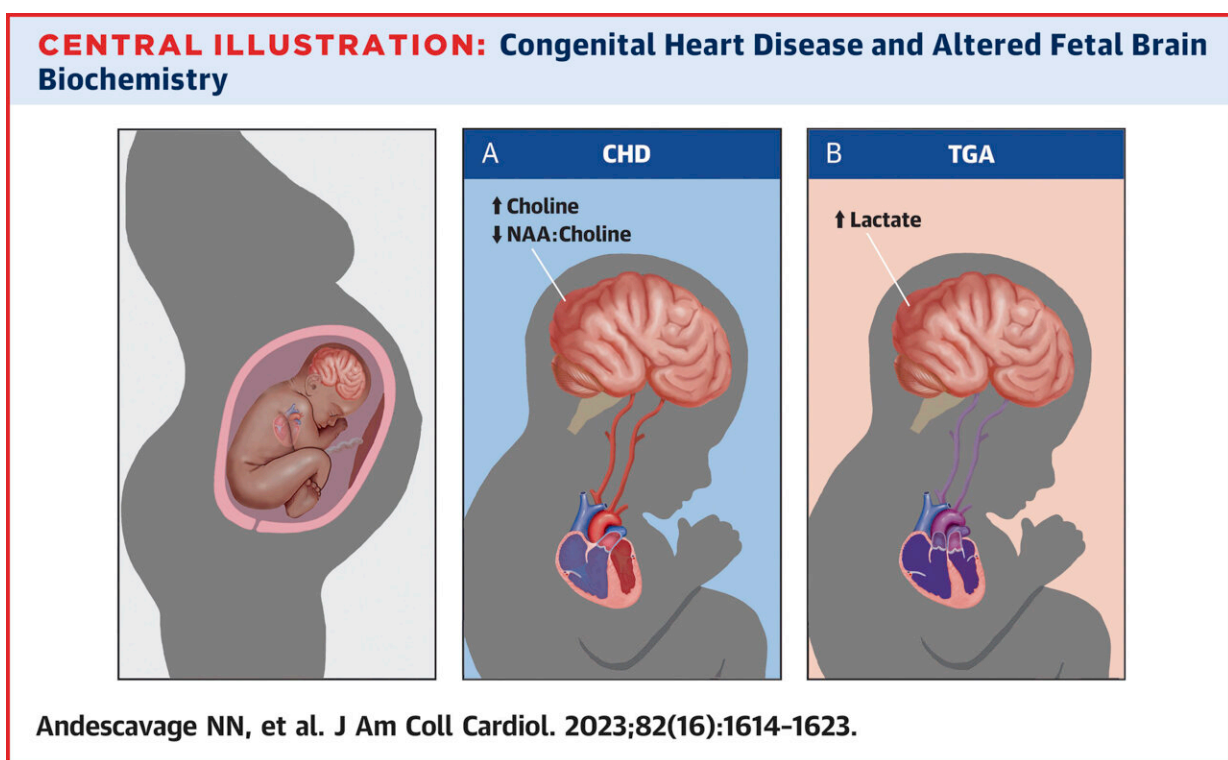 CENTRAL ILLUSTRATION: Congenital Heart Disease and Altered Fetal Brain
Biochemistry
A CHD
↑ Choline
↓ NAA:Choline
B TGA
↑ Lactate
Andescavage NN, et al. J Am Coll Cardiol. 2023;82(16):1614–1623.